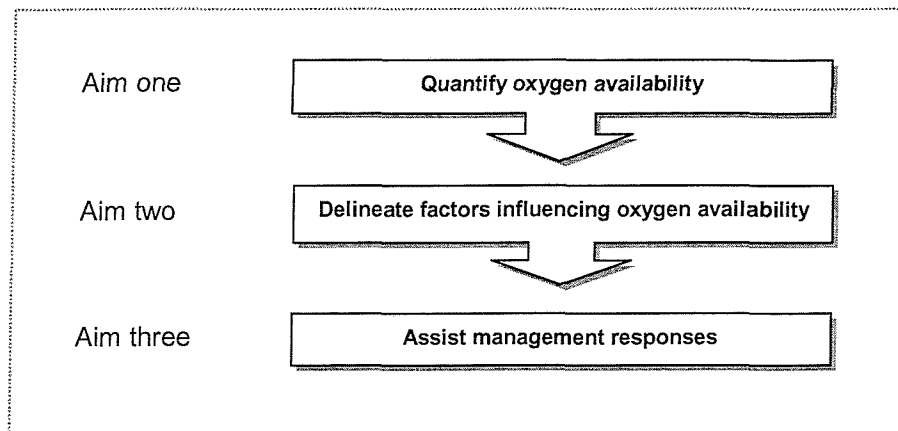 Aim one
Quantify oxygen availability
Aim two
Delineate factors influencing oxygen availability
Aim three
Assist management responses